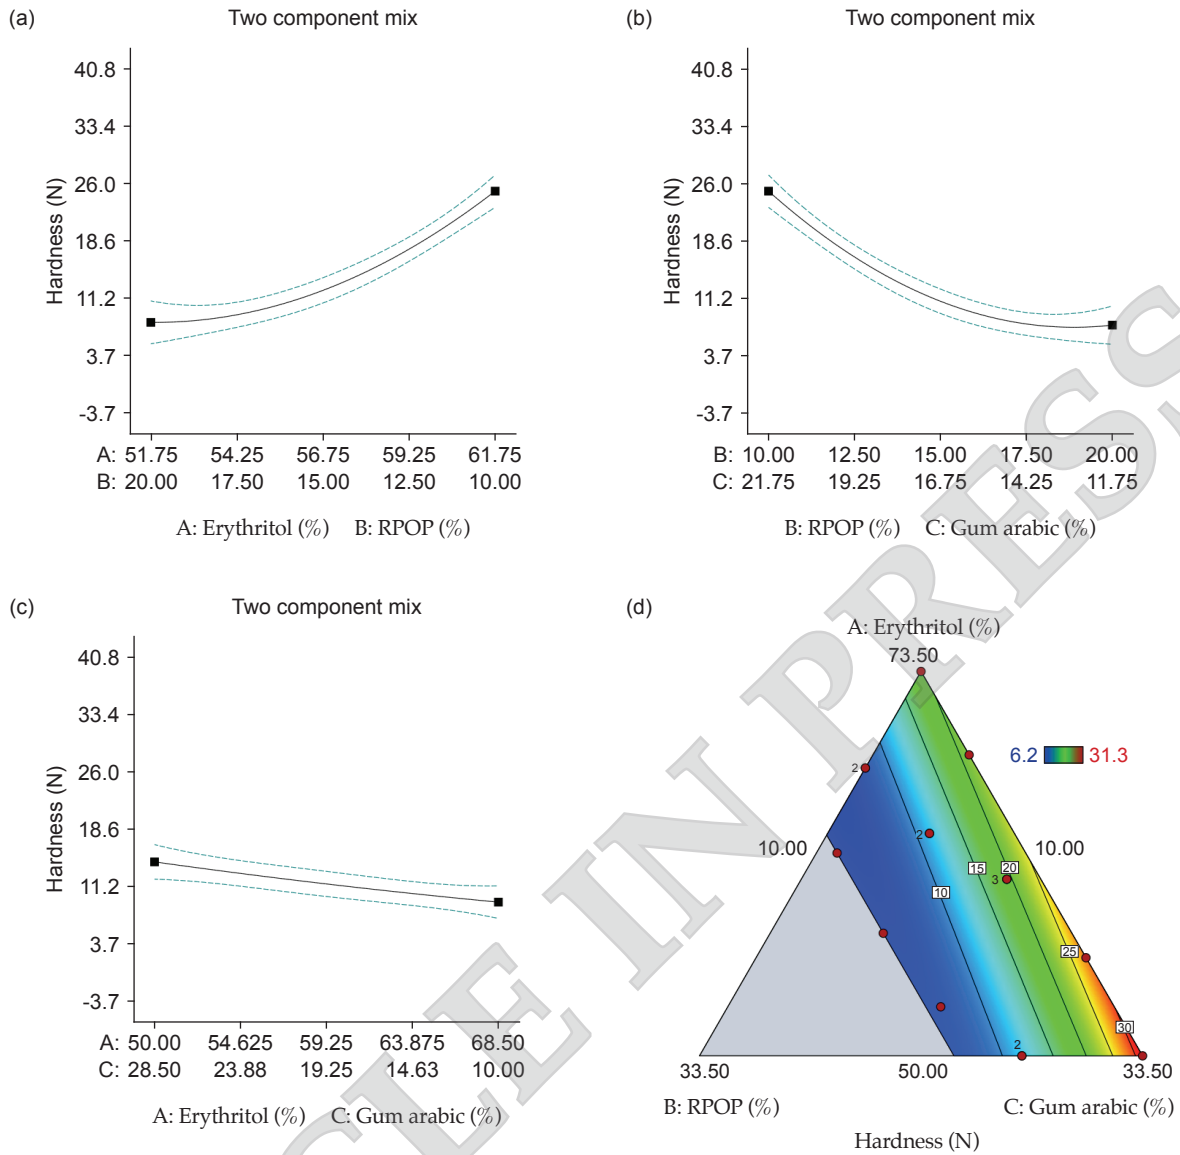 (a)
Two component mix
Hardness (N)
40.8
33.4
26.0
18.6
11.2
3.7
-3.7
A: 51.75 54.25 56.75 59.25 61.75
B: 20.00 17.50 15.00 12.50 10.00
A: Erythritol (%) B: RPOP (%)
(b)
Two component mix
Hardness (N)
40.8
33.4
26.0
18.6
11.2
3.7
-3.7
B: 10.00 12.50 15.00 17.50 20.00
C: 21.75 19.25 16.75 14.25 11.75
B: RPOP (%) C: Gum arabic (%)
(c)
Two component mix
Hardness (N)
40.8
33.4
26.0
18.6
11.2
3.7
-3.7
A: 50.00 54.625 59.25 63.875 68.50
C: 28.50 23.88 19.25 14.63 10.00
A: Erythritol (%) C: Gum arabic (%)
(d)
A: Erythritol (%)
73.50
6.2 31.3
2
2
10.00 10.00
15 20
3
10
25
30
2
33.50 50.00 33.50
B: RPOP (%) C: Gum arabic (%)
Hardness (N)
CLE IN PRESS